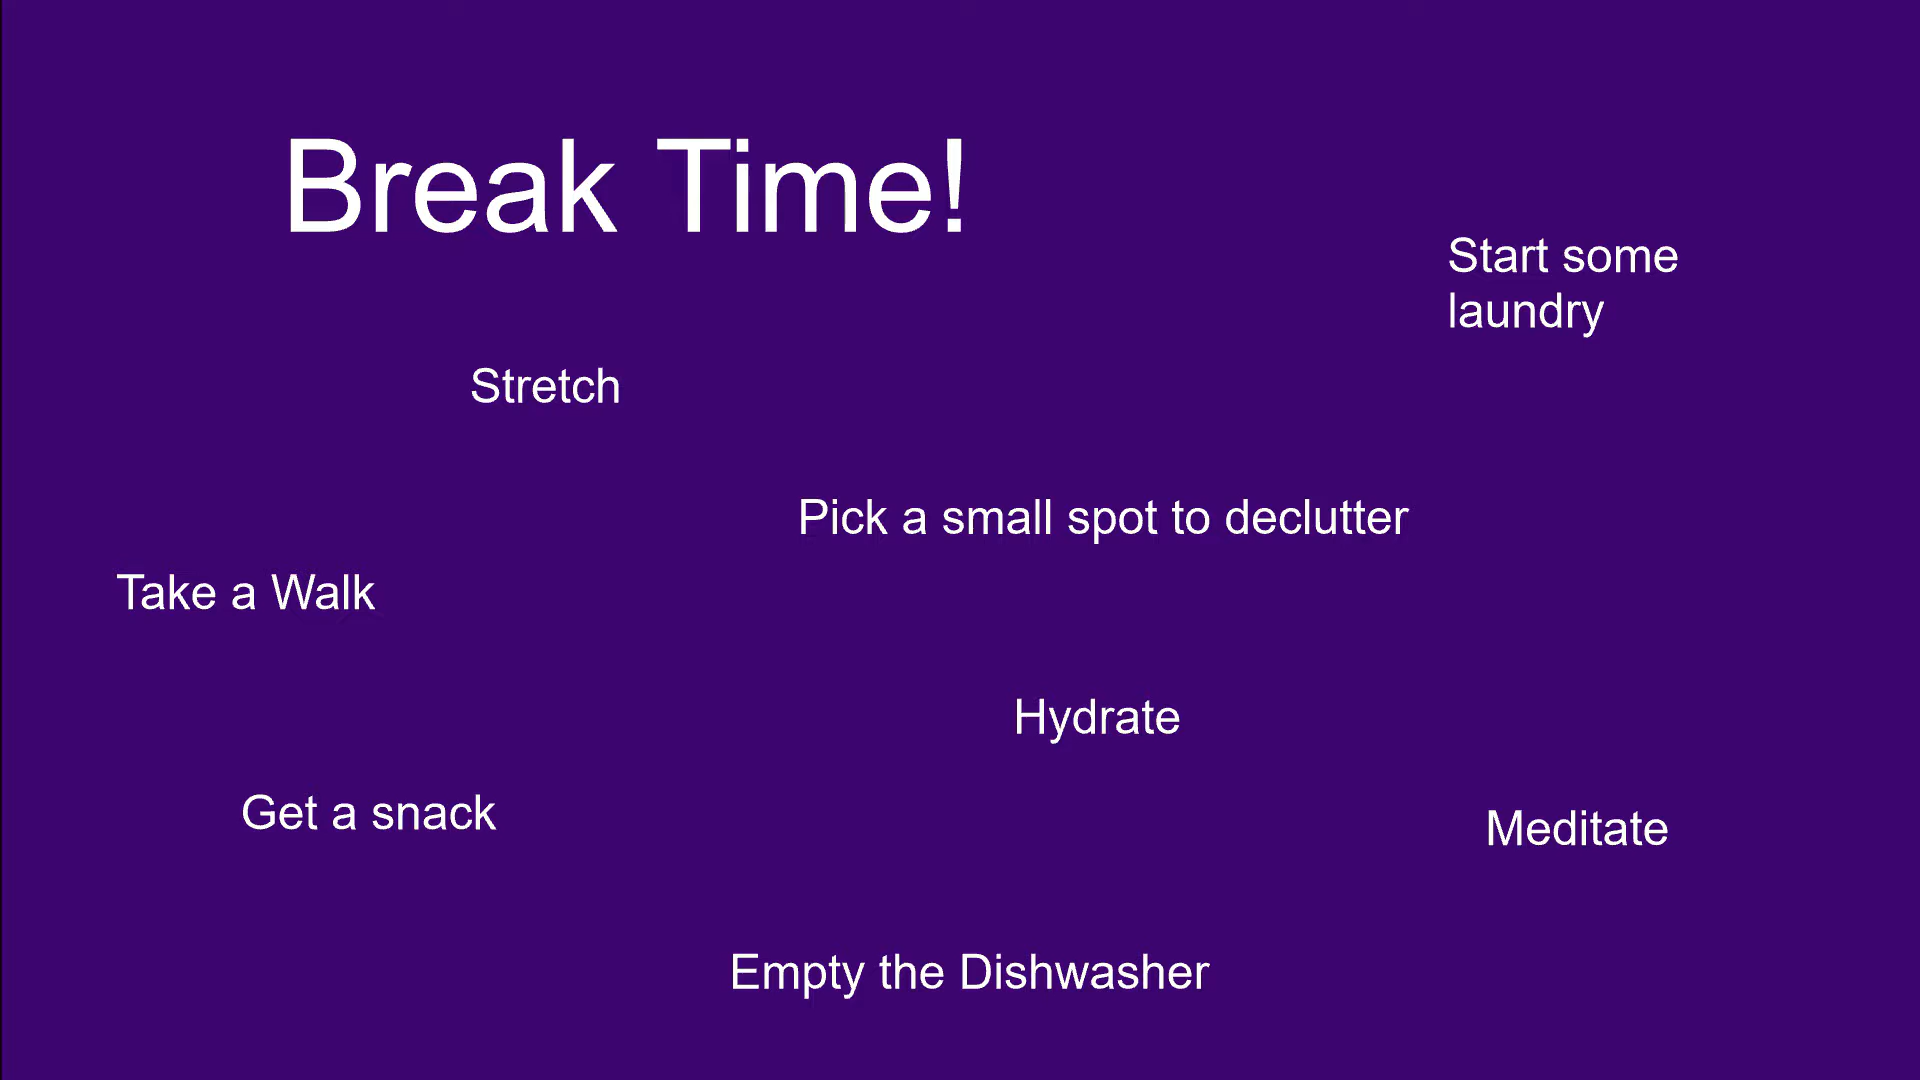 Break Time!
Start some
laundry
Stretch
Pick a small spot to declutter
Take a Walk
Hydrate
Get a snack
Meditate
Empty the Dishwasher